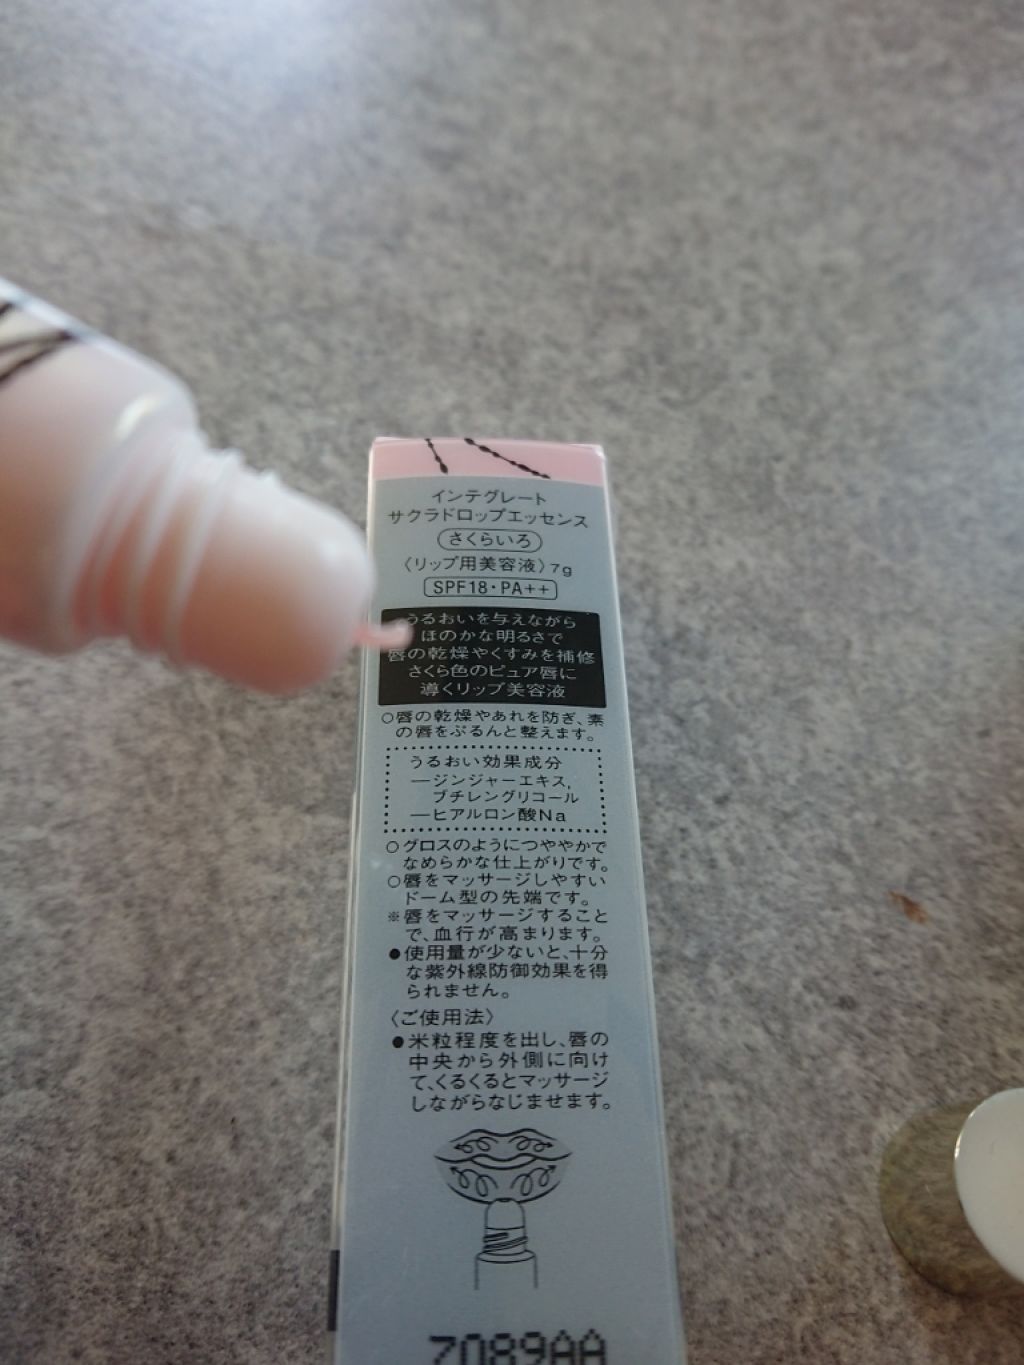 インテグレート
サクラドロップエッセンス
さくらいろ
〈リップ用美容液〉7g
SPF18・PA++
うるおいを与えながら
ほのかな明るさで
唇の乾燥やくすみを補修
さくら色のピュア唇に
導くリップ美容液
○唇の乾燥やあれを防ぎ、素
の唇をぷるんと整えます。
うるおい効果成分
―ジンジャーエキス,
ブチレングリコール
―ヒアルロン酸Na
○グロスのようにつややかで
なめらかな仕上がりです。
○唇をマッサージしやすい
ドーム型の先端です。
※唇をマッサージすること
で、血行が高まります。
●使用量が少ないと、十分
な紫外線防御効果を得
られません。
〈ご使用法〉
●米粒程度を出し、唇の
中央から外側に向け
て、くるくるとマッサージ
しながらなじませます。
7089AA